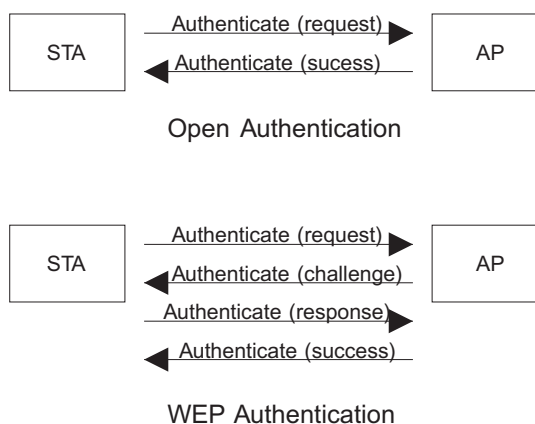 Authenticate (request)
STA
AP
Authenticate (sucess)
Open Authentication
Authenticate (request)
STA
AP
Authenticate (challenge)
Authenticate (response)
Authenticate (success)
WEP Authentication